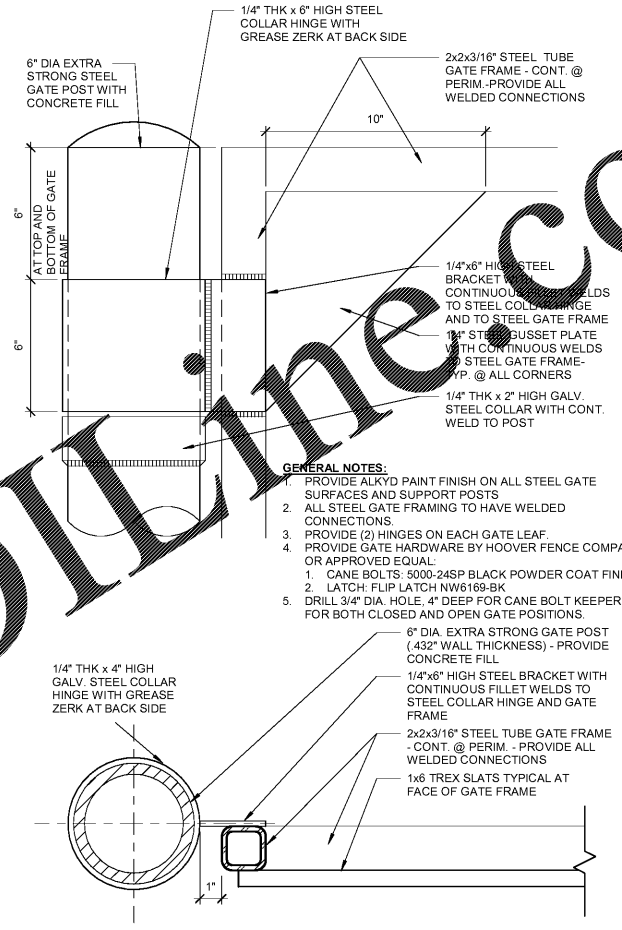 1/4" THK x 6" HIGH STEEL
COLLAR HINGE WITH
GREASE ZERK AT BACK SIDE
6" DIA EXTRA
STRONG STEEL
GATE POST WITH
CONCRETE FILL
2x2x3/16" STEEL TUBE
GATE FRAME - CONT. @
PERIM.-PROVIDE ALL
WELDED CONNECTIONS
10"
6"
AT TOP AND
BOTTOM OF GATE
FRAME
6"
1/4"x6" HIGH STEEL
BRACKET WITH
CONTINUOUS FILLET WELDS
TO STEEL COLLAR HINGE
AND TO STEEL GATE FRAME
1/4" STEEL GUSSET PLATE
WITH CONTINUOUS WELDS
TO STEEL GATE FRAME-
TYP. @ ALL CORNERS
1/4" THK x 2" HIGH GALV.
STEEL COLLAR WITH CONT.
WELD TO POST
GENERAL NOTES:
1. PROVIDE ALKYD PAINT FINISH ON ALL STEEL GATE
SURFACES AND SUPPORT POSTS
2. ALL STEEL GATE FRAMING TO HAVE WELDED
CONNECTIONS.
3. PROVIDE (2) HINGES ON EACH GATE LEAF.
4. PROVIDE GATE HARDWARE BY HOOVER FENCE COMPA
OR APPROVED EQUAL:
1. CANE BOLTS: 5000-24SP BLACK POWDER COAT FINI
2. LATCH: FLIP LATCH NW6169-BK
5. DRILL 3/4" DIA. HOLE, 4" DEEP FOR CANE BOLT KEEPER
FOR BOTH CLOSED AND OPEN GATE POSITIONS.
6" DIA. EXTRA STRONG GATE POST
(.432" WALL THICKNESS) - PROVIDE
CONCRETE FILL
1/4" THK x 4" HIGH
GALV. STEEL COLLAR
HINGE WITH GREASE
ZERK AT BACK SIDE
1/4"x6" HIGH STEEL BRACKET WITH
CONTINUOUS FILLET WELDS TO
STEEL COLLAR HINGE AND GATE
FRAME
2x2x3/16" STEEL TUBE GATE FRAME
- CONT. @ PERIM. - PROVIDE ALL
WELDED CONNECTIONS
1x6 TREX SLATS TYPICAL AT
FACE OF GATE FRAME
1"